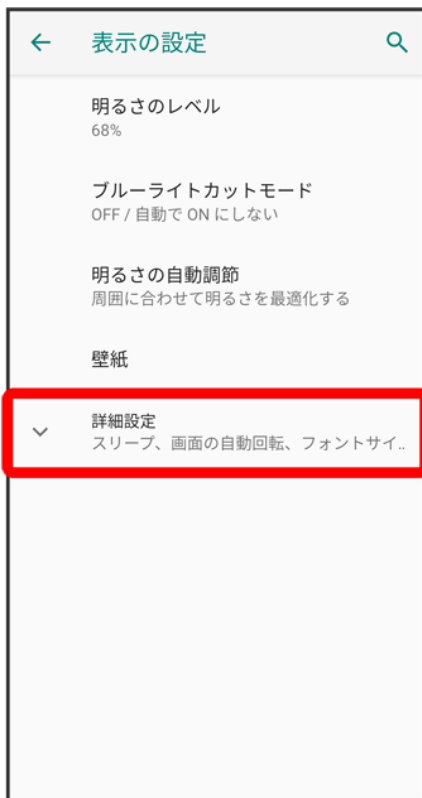 表示の設定
明るさのレベル
68%
ブルーライトカットモード
OFF / 自動で ON にしない
明るさの自動調節
周囲に合わせて明るさを最適化する
壁紙
詳細設定
スリープ、画面の自動回転、フォントサイ..